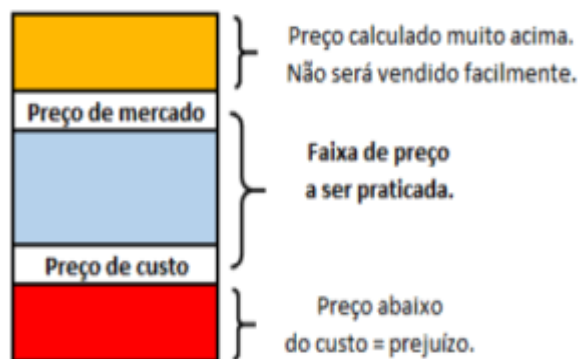 Preço calculado muito acima.
Não será vendido facilmente.
Preço de mercado
Faixa de preço
a ser praticada.
Preço de custo
Preço abaixo
do custo = prejuízo.